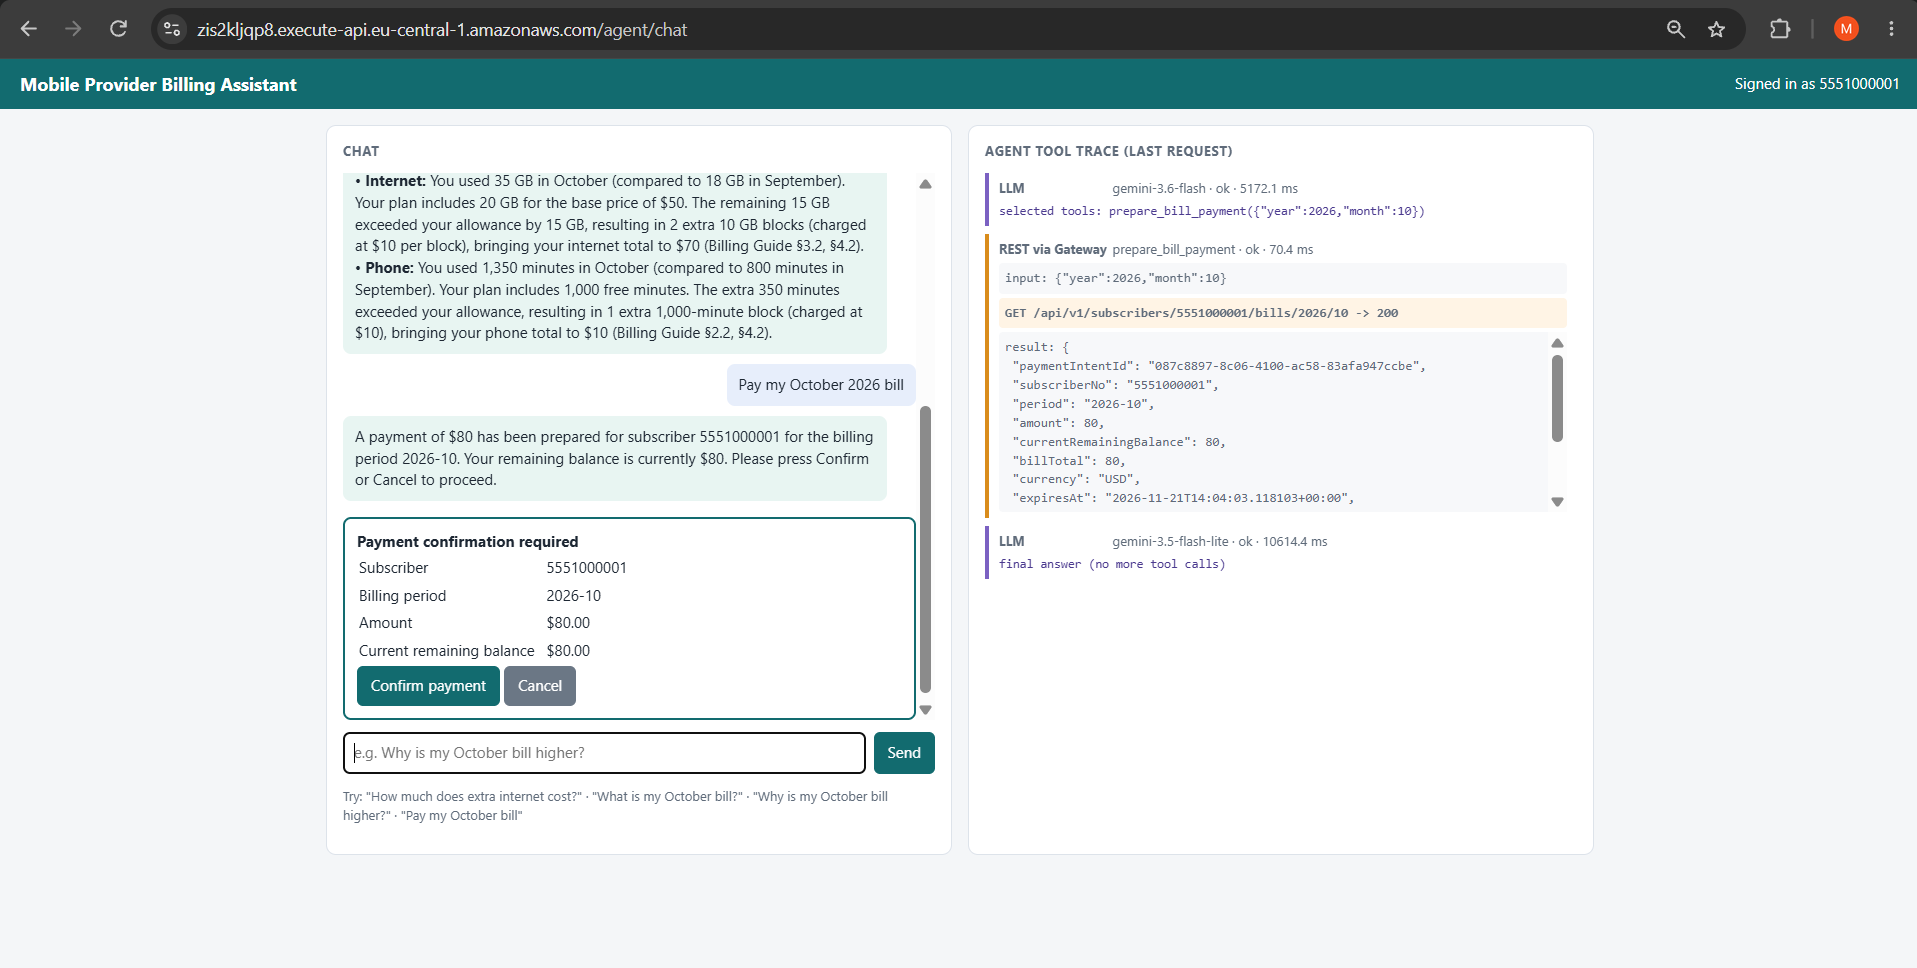 zis2kljqp8.execute-api.eu-central-1.amazonaws.com/agent/chat
M
Mobile Provider Billing Assistant
Signed in as 5551000001
CHAT
• Internet: You used 35 GB in October (compared to 18 GB in September).
Your plan includes 20 GB for the base price of $50. The remaining 15 GB
exceeded your allowance by 15 GB, resulting in 2 extra 10 GB blocks (charged
at $10 per block), bringing your internet total to $70 (Billing Guide §3.2, §4.2).
• Phone: You used 1,350 minutes in October (compared to 800 minutes in
September). Your plan includes 1,000 free minutes. The extra 350 minutes
exceeded your allowance, resulting in 1 extra 1,000-minute block (charged at
$10), bringing your phone total to $10 (Billing Guide §2.2, §4.2).
Pay my October 2026 bill
A payment of $80 has been prepared for subscriber 5551000001 for the billing
period 2026-10. Your remaining balance is currently $80. Please press Confirm
or Cancel to proceed.
Payment confirmation required
Subscriber 5551000001
Billing period 2026-10
Amount $80.00
Current remaining balance $80.00
Confirm payment Cancel
e.g. Why is my October bill higher?
Send
Try: "How much does extra internet cost?" · "What is my October bill?" · "Why is my October bill
higher?" · "Pay my October bill"
AGENT TOOL TRACE (LAST REQUEST)
LLM gemini-3.6-flash · ok · 5172.1 ms
selected tools: prepare_bill_payment({"year":2026,"month":10})
REST via Gateway prepare_bill_payment · ok · 70.4 ms
input: {"year":2026,"month":10}
GET /api/v1/subscribers/5551000001/bills/2026/10 -> 200
result: {
"paymentIntentId": "087c8897-8c06-4100-ac58-83afa947ccbe",
"subscriberNo": "5551000001",
"period": "2026-10",
"amount": 80,
"currentRemainingBalance": 80,
"billTotal": 80,
"currency": "USD",
"expiresAt": "2026-11-21T14:04:03.118103+00:00",
LLM gemini-3.5-flash-lite · ok · 10614.4 ms
final answer (no more tool calls)